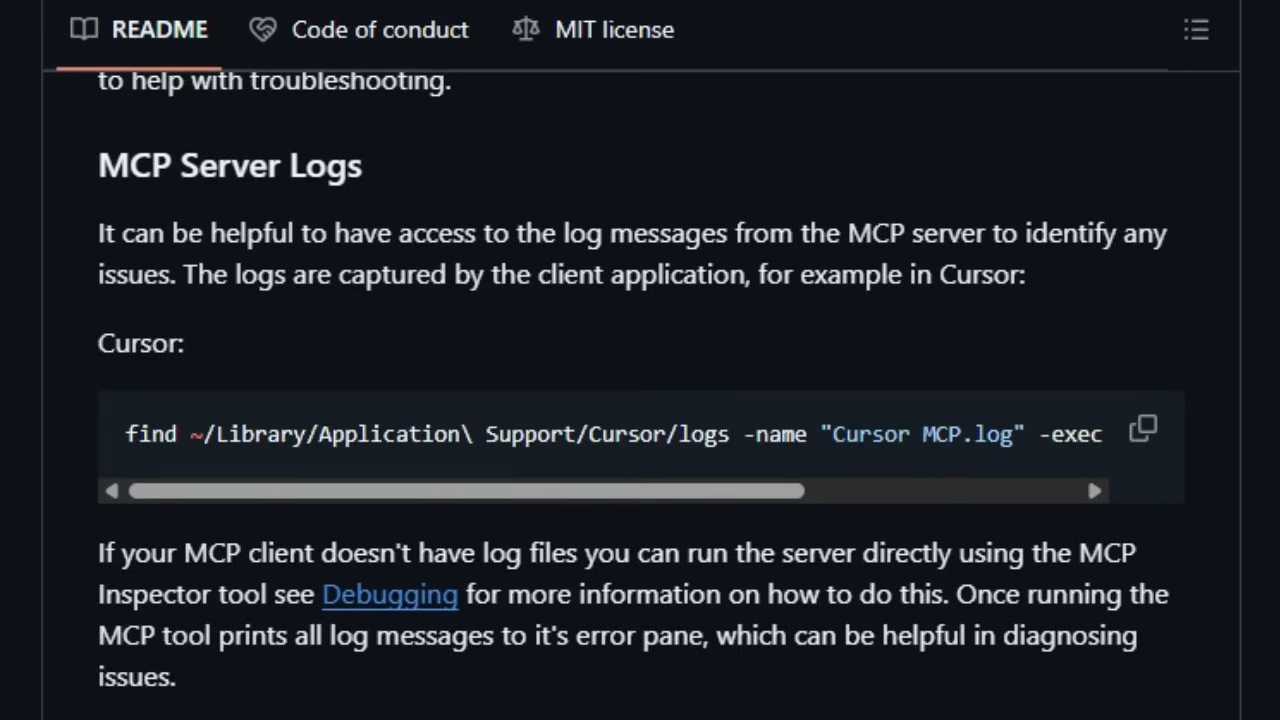 README
Code of conduct
MIT license
to help with troubleshooting.
MCP Server Logs
It can be helpful to have access to the log messages from the MCP server to identify any
issues. The logs are captured by the client application, for example in Cursor:
Cursor:
find ~/Library/Application\ Support/Cursor/logs -name "Cursor MCP.log" -exec
If your MCP client doesn't have log files you can run the server directly using the MCP
Inspector tool see Debugging for more information on how to do this. Once running the
MCP tool prints all log messages to it's error pane, which can be helpful in diagnosing
issues.